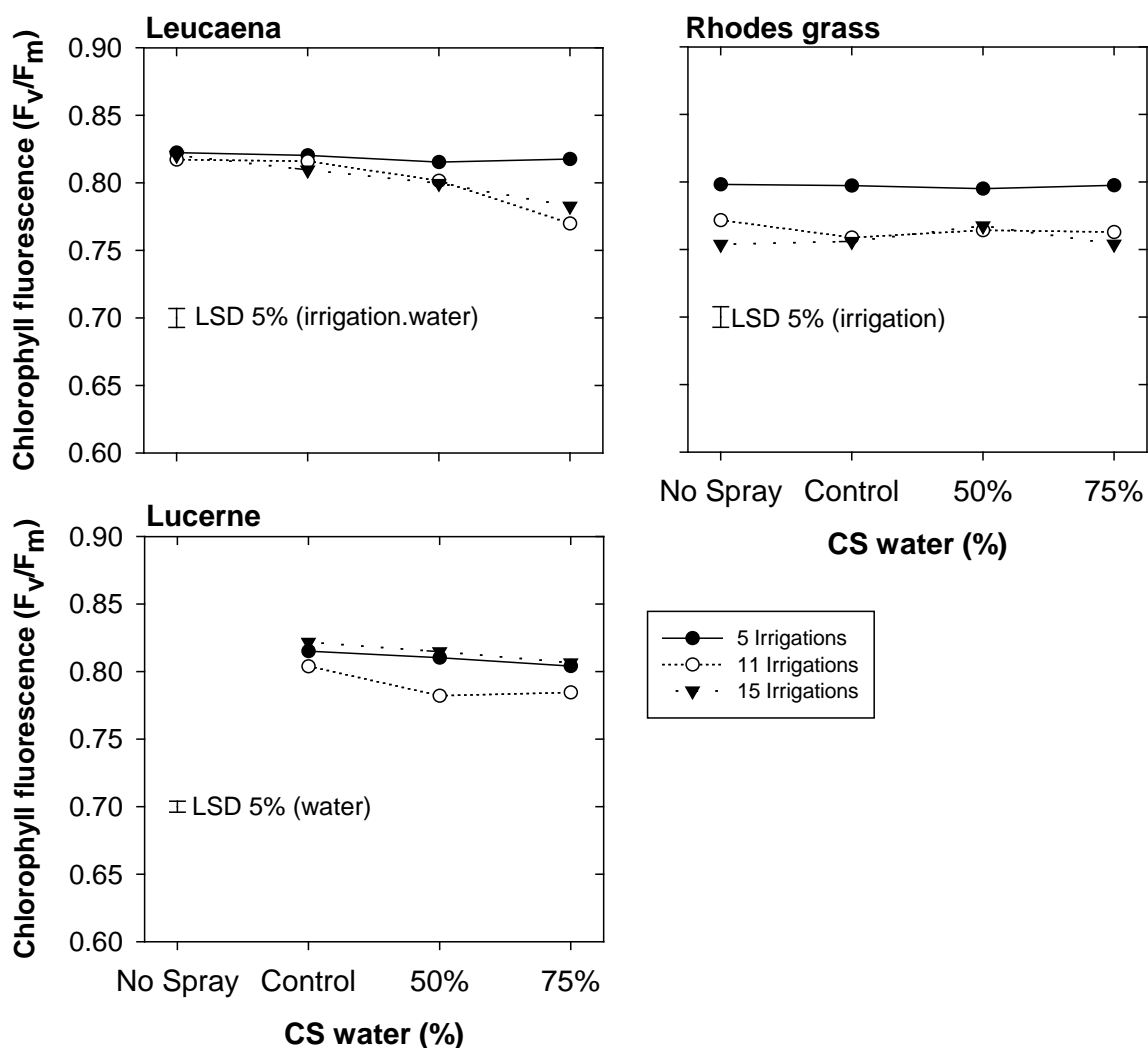 Leucaena
Chlorophyll fluorescence (Fv/Fm)
0.90
0.85
0.80
0.75
0.70
0.65
0.60
LSD 5% (irrigation.water)
Rhodes grass
LSD 5% (irrigation)
No Spray Control 50% 75%
CS water (%)
Lucerne
Chlorophyll fluorescence (Fv/Fm)
0.90
0.85
0.80
0.75
0.70
0.65
0.60
LSD 5% (water)
No Spray Control 50% 75%
CS water (%)
5 Irrigations
11 Irrigations
15 Irrigations